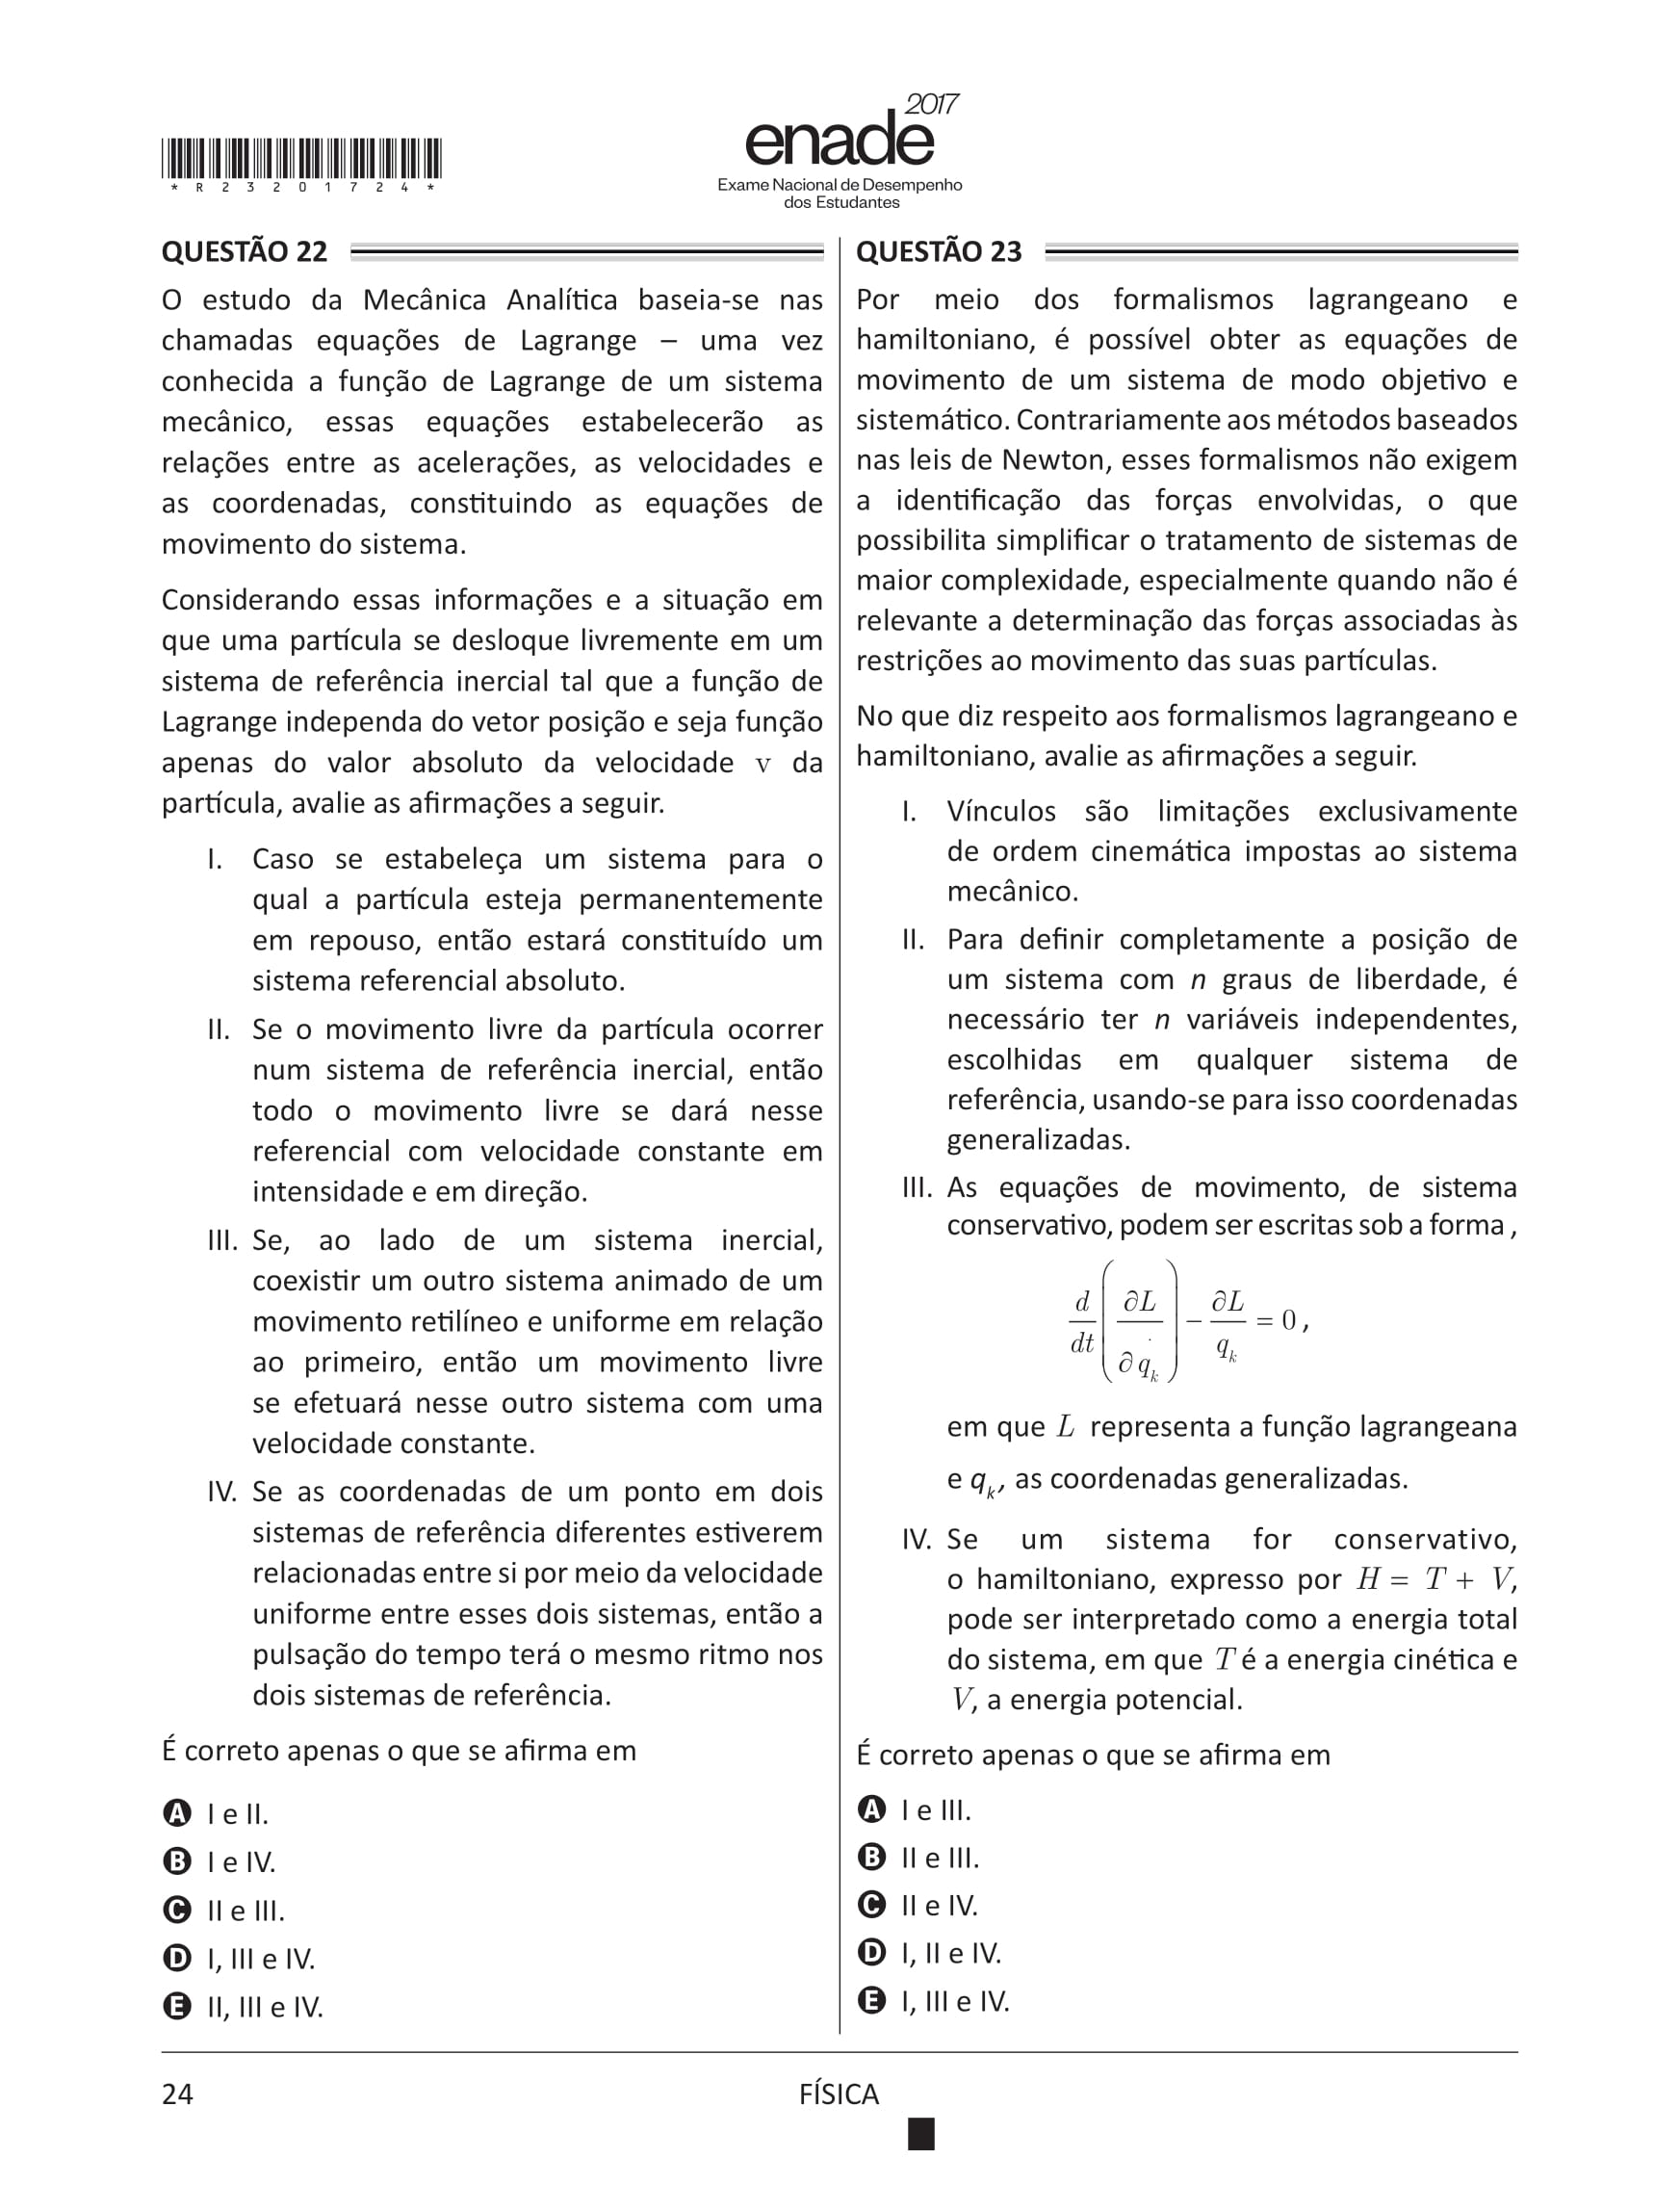 2017
enade
Exame Nacional de Desempenho
dos Estudantes
* R 2 3 2 0 1 7 2 4 *
QUESTÃO 22
O estudo da Mecânica Analítica baseia-se nas
chamadas equações de Lagrange – uma vez
conhecida a função de Lagrange de um sistema
mecânico, essas equações estabelecerão as
relações entre as acelerações, as velocidades e
as coordenadas, constituindo as equações de
movimento do sistema.
Considerando essas informações e a situação em
que uma partícula se desloque livremente em um
sistema de referência inercial tal que a função de
Lagrange independa do vetor posição e seja função
apenas do valor absoluto da velocidade v da
partícula, avalie as afirmações a seguir.
I. Caso se estabeleça um sistema para o
qual a partícula esteja permanentemente
em repouso, então estará constituído um
sistema referencial absoluto.
II. Se o movimento livre da partícula ocorrer
num sistema de referência inercial, então
todo o movimento livre se dará nesse
referencial com velocidade constante em
intensidade e em direção.
III. Se, ao lado de um sistema inercial,
coexistir um outro sistema animado de um
movimento retilíneo e uniforme em relação
ao primeiro, então um movimento livre
se efetuará nesse outro sistema com uma
velocidade constante.
IV. Se as coordenadas de um ponto em dois
sistemas de referência diferentes estiverem
relacionadas entre si por meio da velocidade
uniforme entre esses dois sistemas, então a
pulsação do tempo terá o mesmo ritmo nos
dois sistemas de referência.
É correto apenas o que se afirma em
A I e II.
B I e IV.
C II e III.
D I, III e IV.
E II, III e IV.
QUESTÃO 23
Por meio dos formalismos lagrangeano e
hamiltoniano, é possível obter as equações de
movimento de um sistema de modo objetivo e
sistemático. Contrariamente aos métodos baseados
nas leis de Newton, esses formalismos não exigem
a identificação das forças envolvidas, o que
possibilita simplificar o tratamento de sistemas de
maior complexidade, especialmente quando não é
relevante a determinação das forças associadas às
restrições ao movimento das suas partículas.
No que diz respeito aos formalismos lagrangeano e
hamiltoniano, avalie as afirmações a seguir.
I. Vínculos são limitações exclusivamente
de ordem cinemática impostas ao sistema
mecânico.
II. Para definir completamente a posição de
um sistema com n graus de liberdade, é
necessário ter n variáveis independentes,
escolhidas em qualquer sistema de
referência, usando-se para isso coordenadas
generalizadas.
III. As equações de movimento, de sistema
conservativo, podem ser escritas sob a forma ,
d/dt (∂L/∂q̇ₖ) − ∂L/qₖ = 0 ,
em que L representa a função lagrangeana
e qₖ, as coordenadas generalizadas.
IV. Se um sistema for conservativo,
o hamiltoniano, expresso por H = T + V,
pode ser interpretado como a energia total
do sistema, em que T é a energia cinética e
V, a energia potencial.
É correto apenas o que se afirma em
A I e III.
B II e III.
C II e IV.
D I, II e IV.
E I, III e IV.
24
FÍSICA